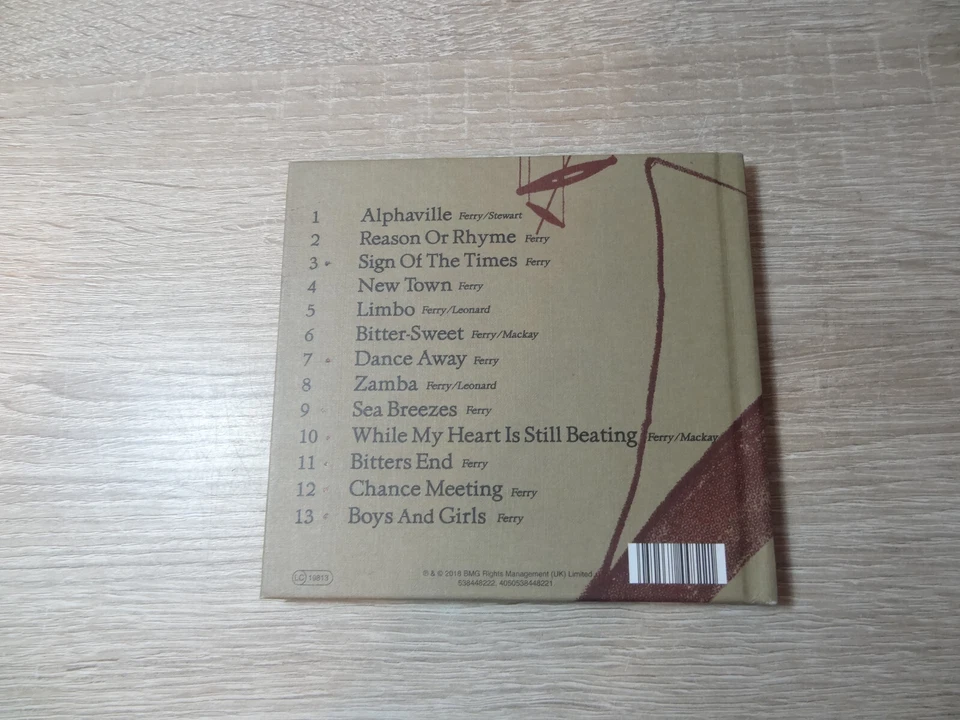 1 Alphaville Ferry/Stewart
2 Reason Or Rhyme Ferry
3 Sign Of The Times Ferry
4 New Town Ferry
5 Limbo Ferry/Leonard
6 Bitter-Sweet Ferry/Mackay
7 Dance Away Ferry
8 Zamba Ferry/Leonard
9 Sea Breezes Ferry
10 While My Heart Is Still Beating Ferry/Mackay
11 Bitters End Ferry
12 Chance Meeting Ferry
13 Boys And Girls Ferry
LC 19813
℗ & © 2018 BMG Rights Management (UK) Limited
538448222. 4050538448221